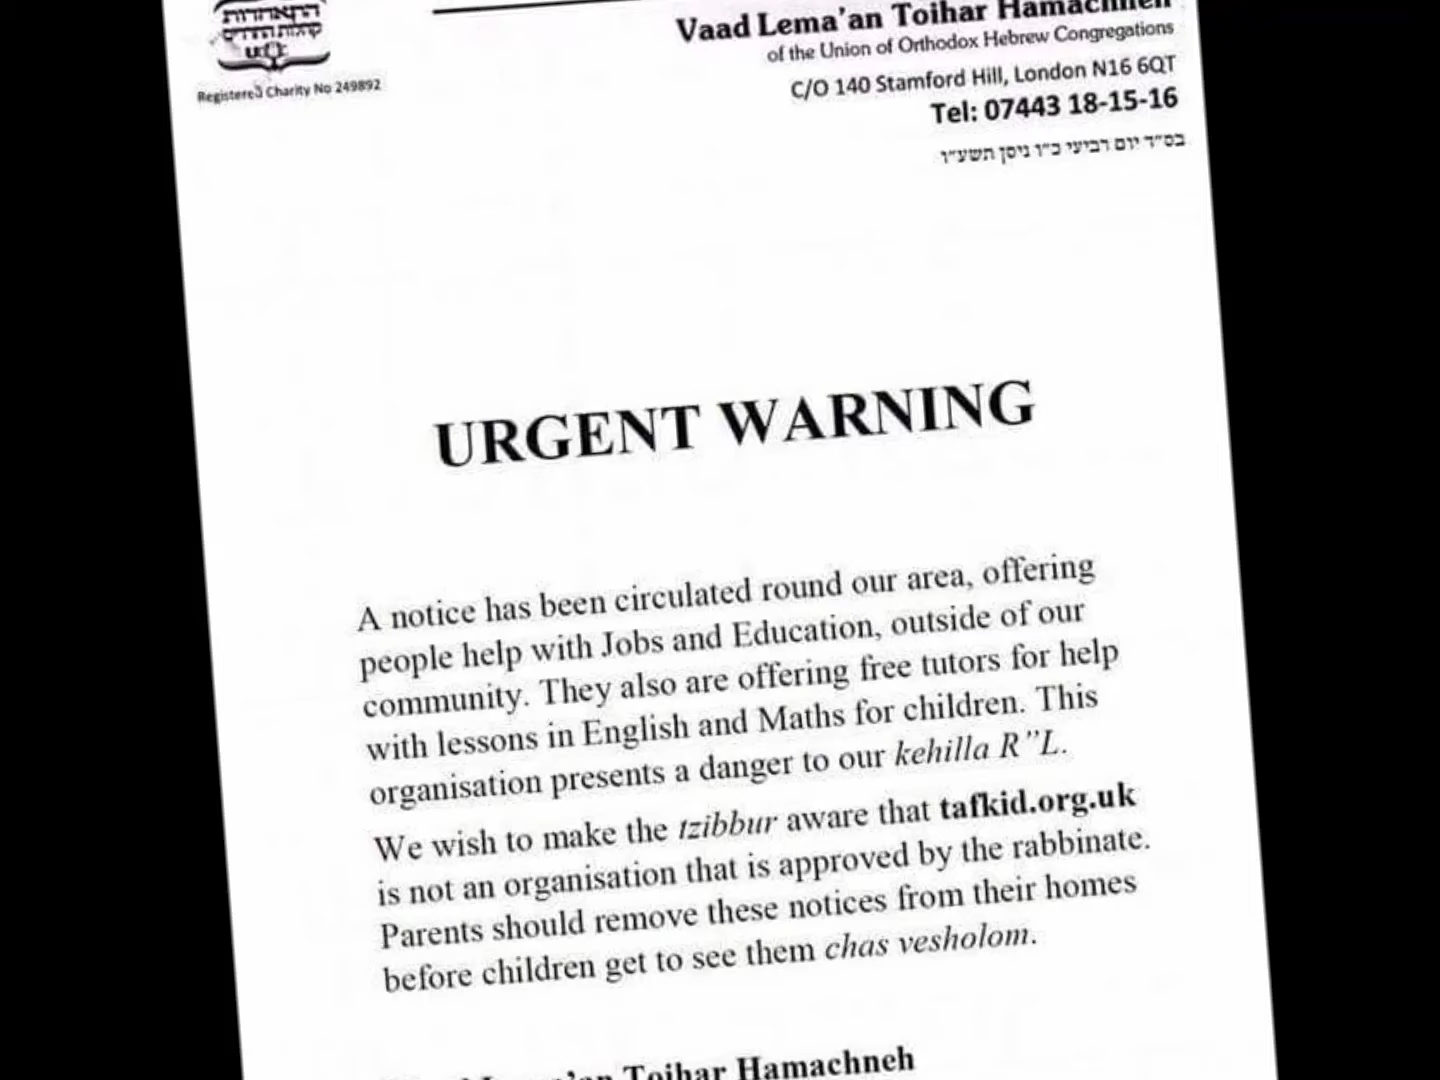 התאחדות
קהלות החרדים
Registered Charity No 249892
Vaad Lema'an Toihar Hamachneh
of the Union of Orthodox Hebrew Congregations
C/O 140 Stamford Hill, London N16 6QT
Tel: 07443 18-15-16
בס"ד יום רביעי כ"ו ניסן תשע"ו
URGENT WARNING
A notice has been circulated round our area, offering
people help with Jobs and Education, outside of our
community. They also are offering free tutors for help
with lessons in English and Maths for children. This
organisation presents a danger to our kehilla R"L.
We wish to make the tzibbur aware that tafkid.org.uk
is not an organisation that is approved by the rabbinate.
Parents should remove these notices from their homes
before children get to see them chas vesholom.
Lema'an Toihar Hamachneh